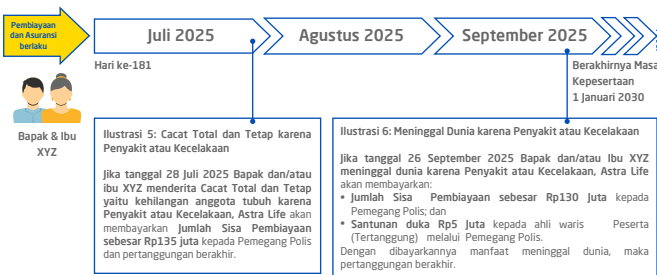 Pembiayaan
dan Asuransi
berlaku
Juli 2025
Agustus 2025
September 2025
Hari ke-181
Berakhirnya Masa
Kepesertaan
1 Januari 2030
Bapak & Ibu
XYZ
Ilustrasi 5: Cacat Total dan Tetap karena
Penyakit atau Kecelakaan
Jika tanggal 28 Juli 2025 Bapak dan/atau
ibu XYZ menderita Cacat Total dan Tetap
yaitu kehilangan anggota tubuh karena
Penyakit atau Kecelakaan, Astra Life akan
membayarkan Jumlah Sisa Pembiayaan
sebesar Rp135 juta kepada Pemegang Polis
dan pertanggungan berakhir.
Ilustrasi 6: Meninggal Dunia karena Penyakit atau Kecelakaan
Jika tanggal 26 September 2025 Bapak dan/atau Ibu XYZ
meninggal dunia karena Penyakit atau Kecelakaan, Astra Life
akan membayarkan:
• Jumlah Sisa Pembiayaan sebesar Rp130 Juta kepada
Pemegang Polis; dan
• Santunan duka Rp5 Juta kepada ahli waris Peserta
(Tertanggung) melalui Pemegang Polis.
Dengan dibayarkannya manfaat meninggal dunia, maka
pertanggungan berakhir.